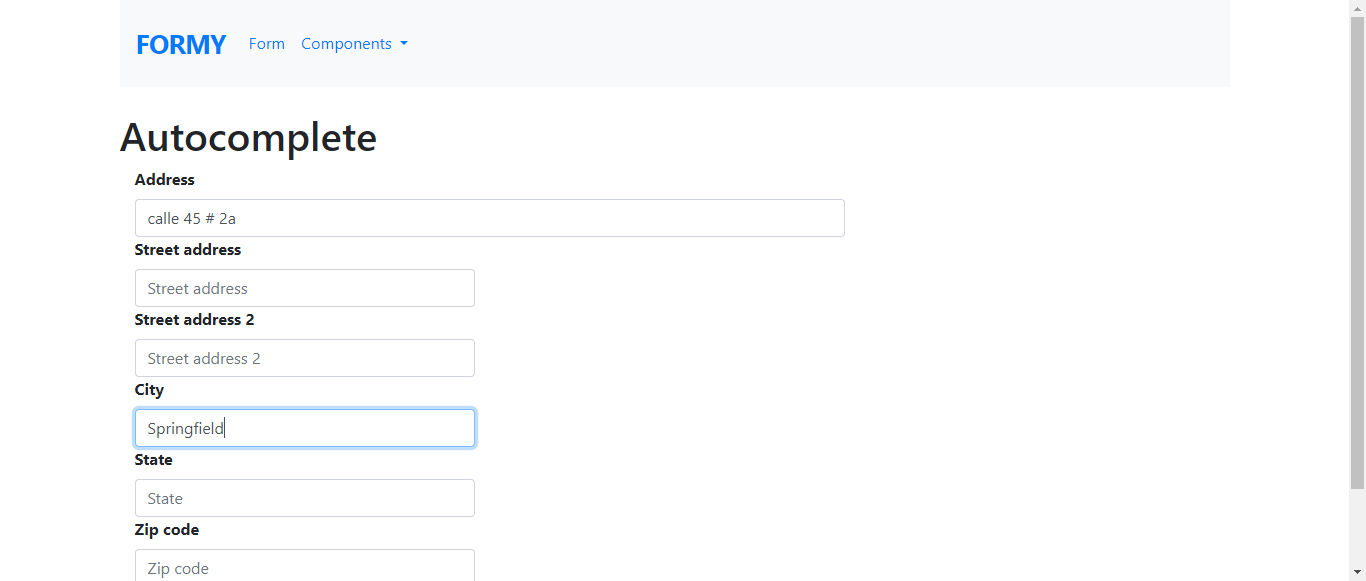 FORMY Form Components
Autocomplete
Address
calle 45 # 2a
Street address
Street address
Street address 2
Street address 2
City
Springfield
State
State
Zip code
Zip code